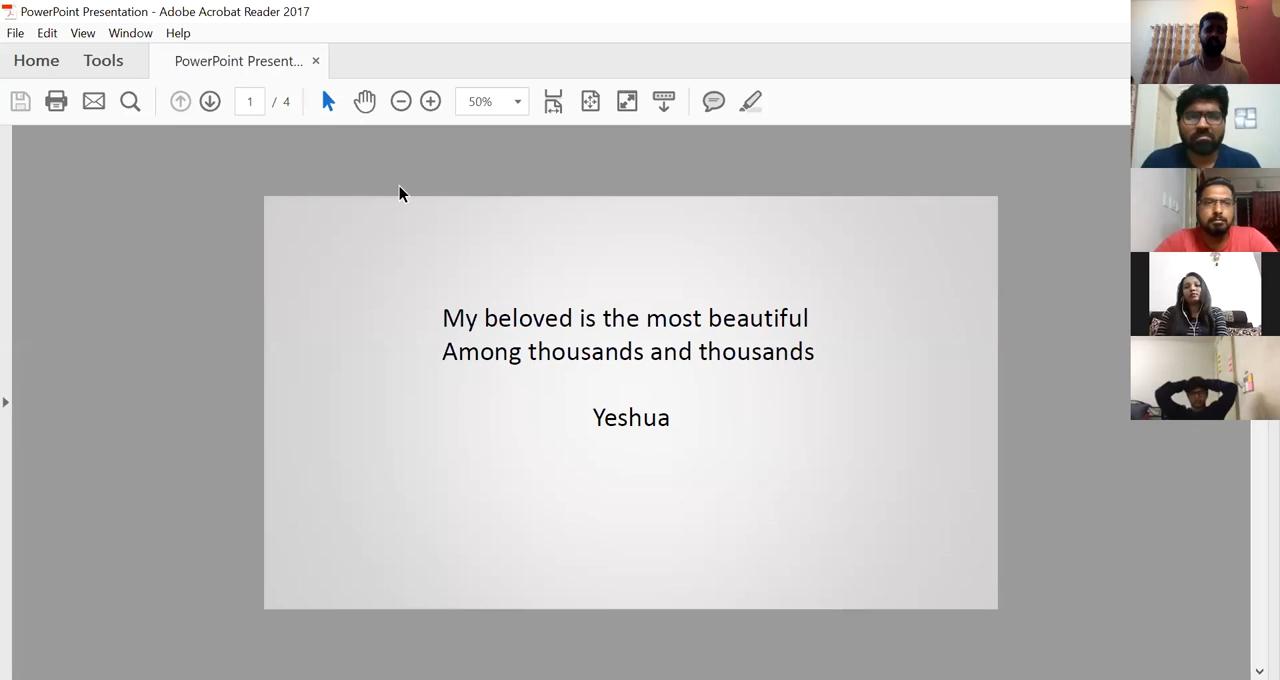 PowerPoint Presentation - Adobe Acrobat Reader 2017
File Edit View Window Help
Home Tools PowerPoint Present... ×
1 / 4 50%
My beloved is the most beautiful
Among thousands and thousands
Yeshua